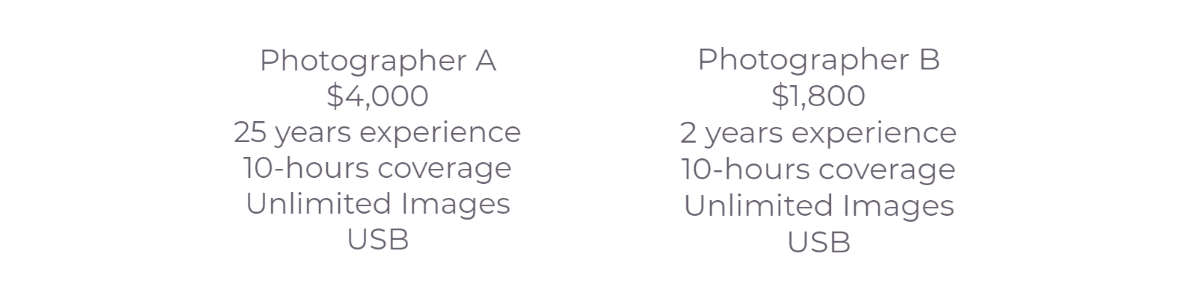 Photographer A
$4,000
25 years experience
10-hours coverage
Unlimited Images
USB
Photographer B
$1,800
2 years experience
10-hours coverage
Unlimited Images
USB